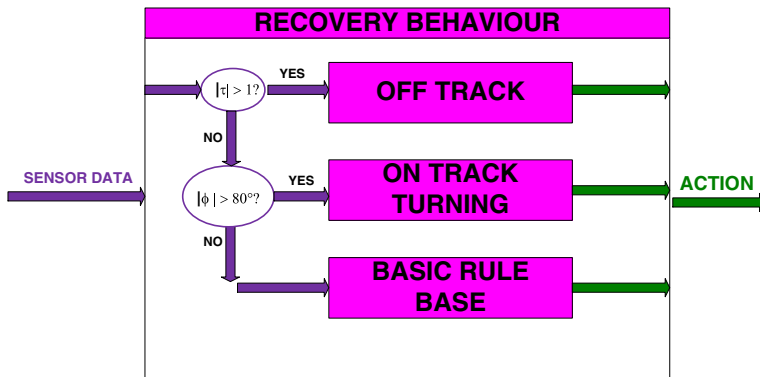 RECOVERY BEHAVIOUR
|τ| > 1?
YES
OFF TRACK
NO
SENSOR DATA
|ϕ| > 80°?
YES
ON TRACK
TURNING
ACTION
NO
BASIC RULE
BASE